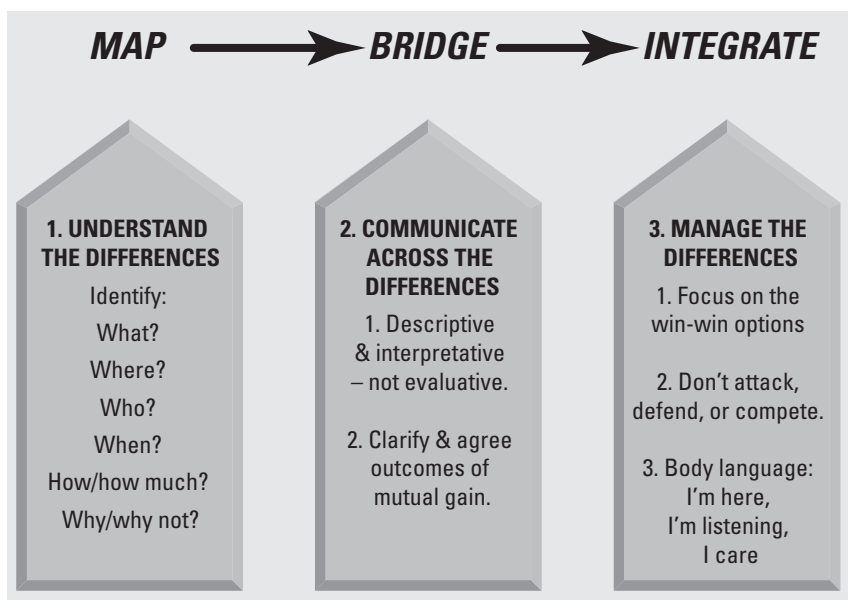 MAP BRIDGE INTEGRATE
1. UNDERSTAND
THE DIFFERENCES
Identify:
What?
Where?
Who?
When?
How/how much?
Why/why not?
2. COMMUNICATE
ACROSS THE
DIFFERENCES
1. Descriptive
& interpretative
– not evaluative.
2. Clarify & agree
outcomes of
mutual gain.
3. MANAGE THE
DIFFERENCES
1. Focus on the
win-win options
2. Don’t attack,
defend, or compete.
3. Body language:
I’m here,
I’m listening,
I care